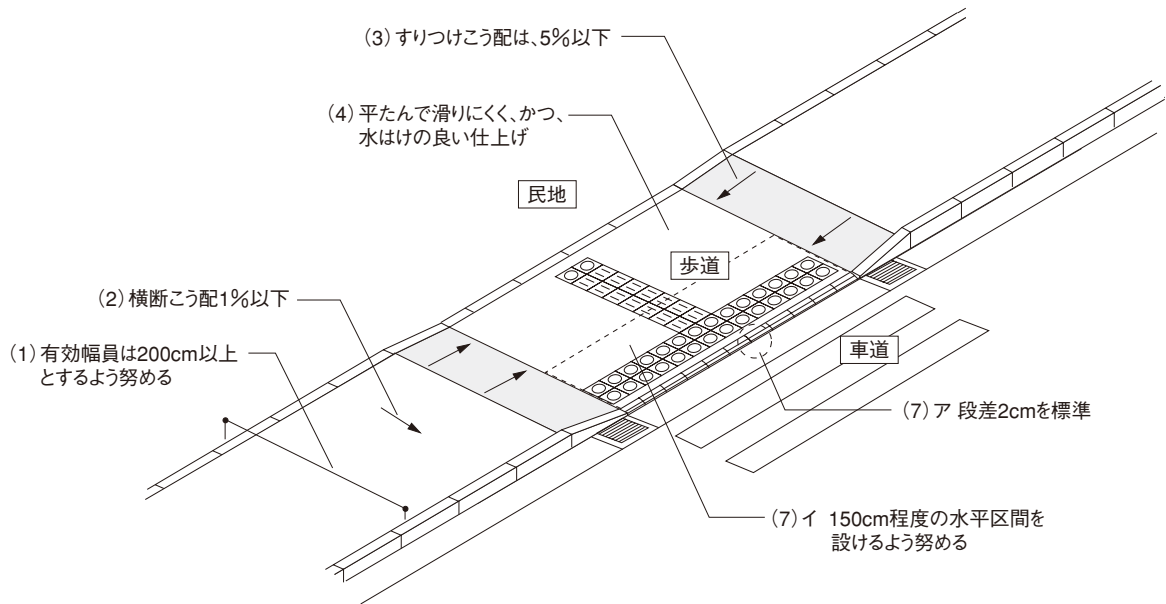 (3) すりつけこう配は、5％以下
(4) 平たんで滑りにくく、かつ、
水はけの良い仕上げ
民地
歩道
(2) 横断こう配1％以下
(1) 有効幅員は200cm以上
とするよう努める
車道
(7) ア 段差2cmを標準
(7) イ 150cm程度の水平区間を
設けるよう努める